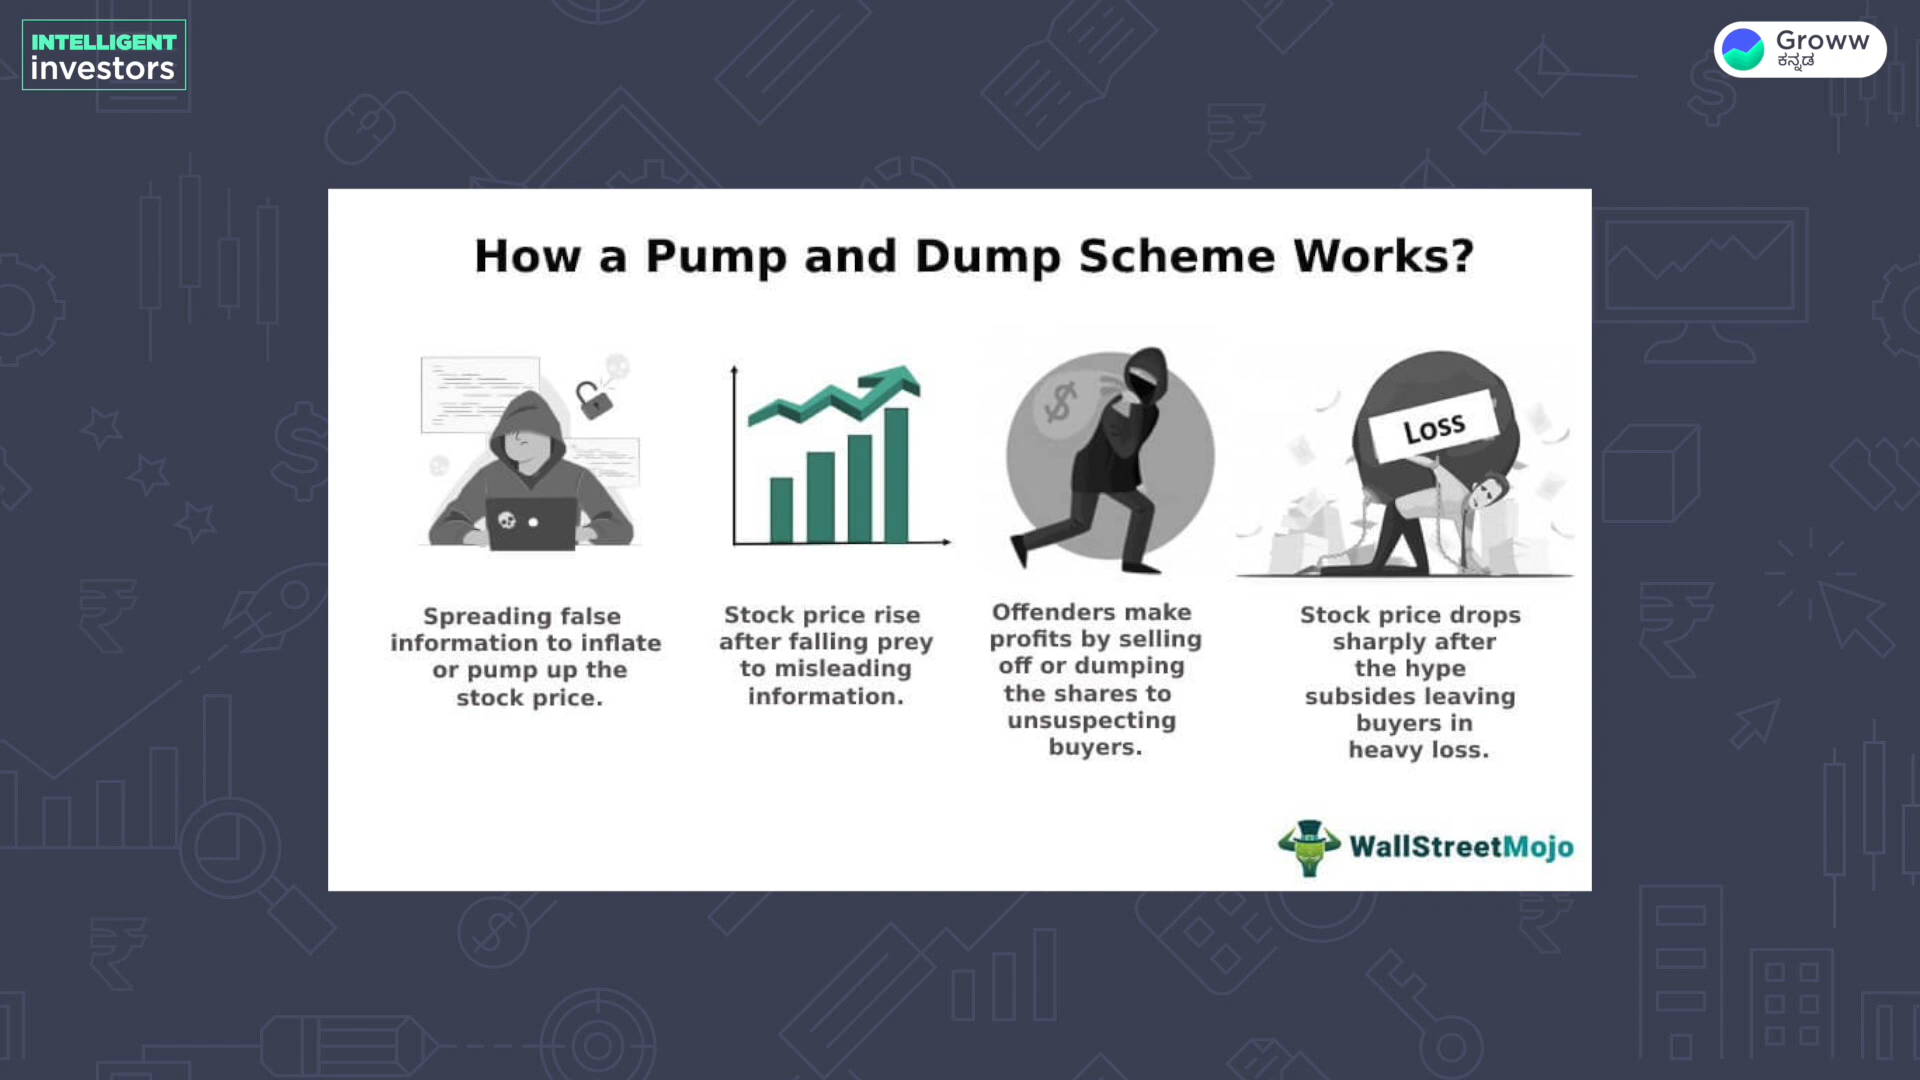 INTELLIGENT
investors
Groww
ಕನ್ನಡ
How a Pump and Dump Scheme Works?
Loss
Spreading false
information to inflate
or pump up the
stock price.
Stock price rise
after falling prey
to misleading
information.
Offenders make
profits by selling
off or dumping
the shares to
unsuspecting
buyers.
Stock price drops
sharply after
the hype
subsides leaving
buyers in
heavy loss.
WallStreetMojo